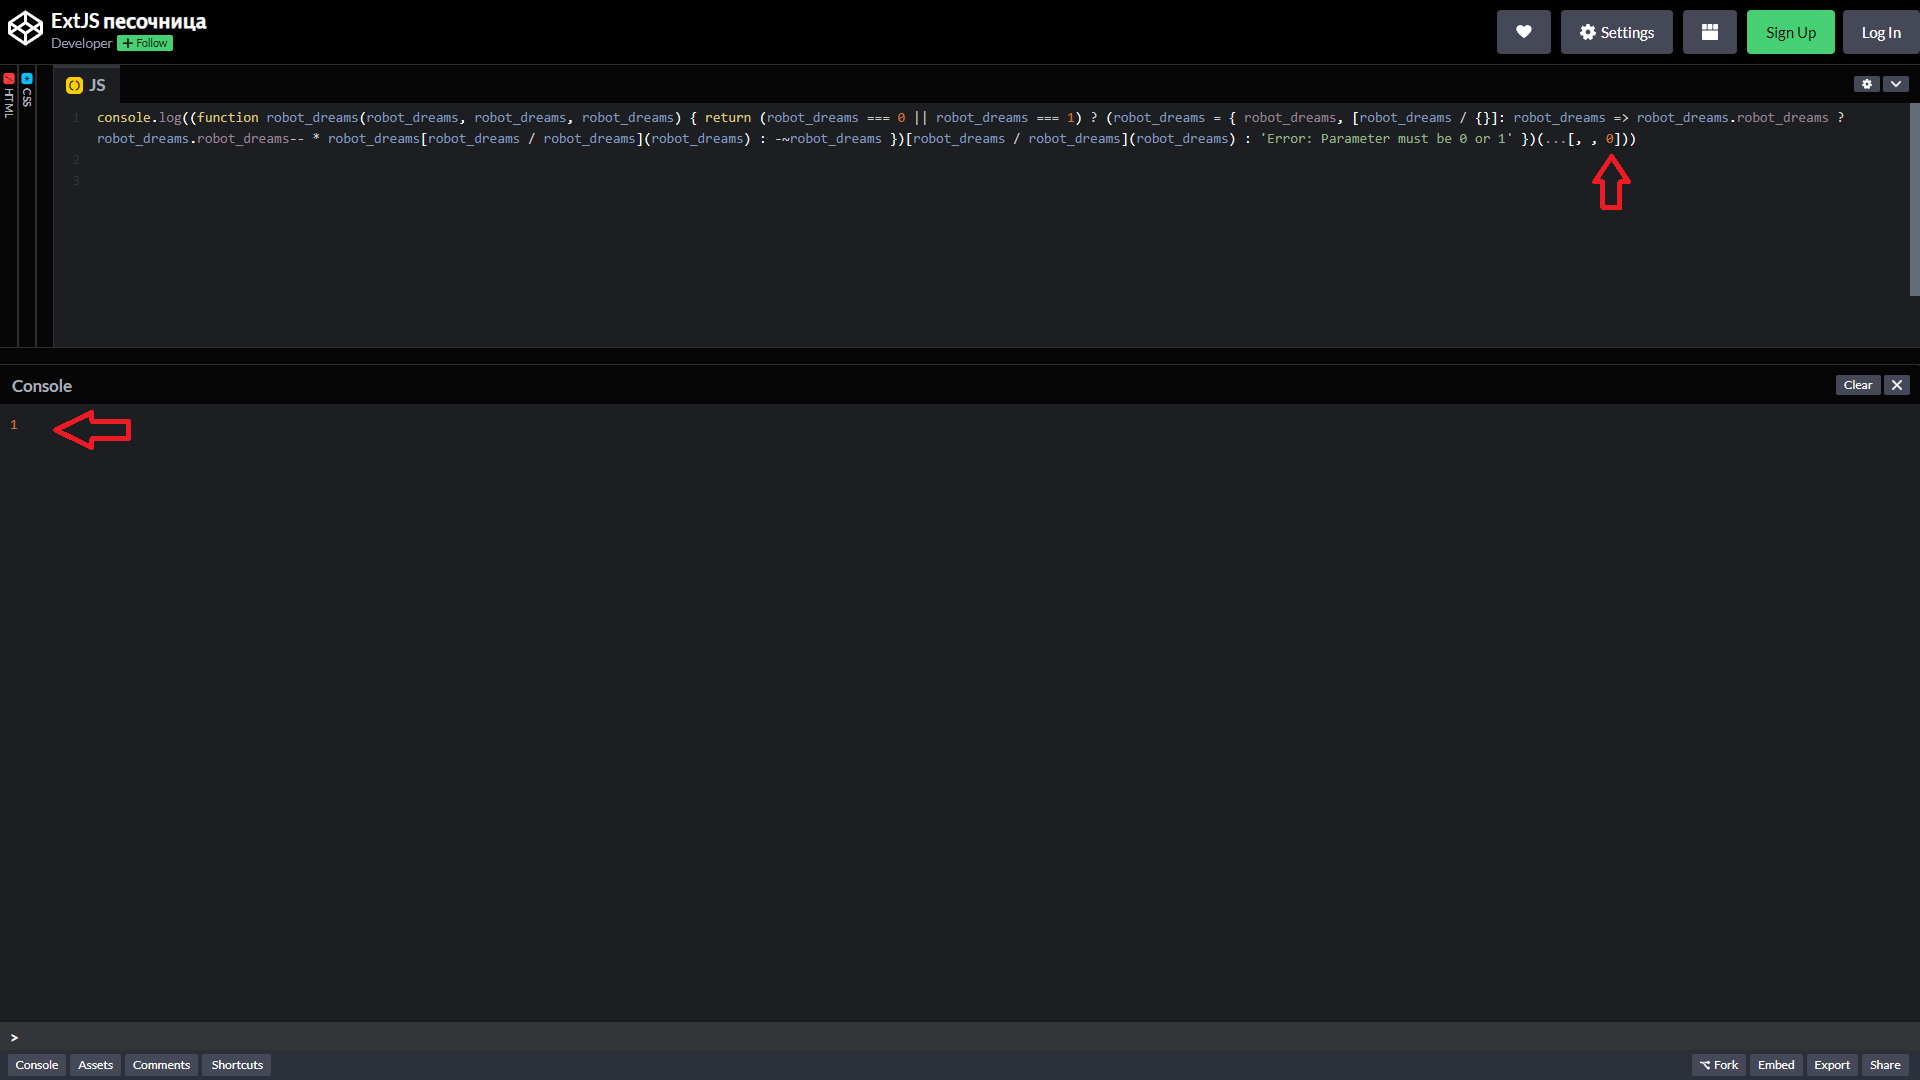 ExtJS песочница
Developer + Follow
Settings
Sign Up
Log In
HTML
CSS
JS
1 console.log((function robot_dreams(robot_dreams, robot_dreams, robot_dreams) { return (robot_dreams === 0 || robot_dreams === 1) ? (robot_dreams = { robot_dreams, [robot_dreams / {}]: robot_dreams => robot_dreams.robot_dreams ?
robot_dreams.robot_dreams-- * robot_dreams[robot_dreams / robot_dreams](robot_dreams) : -~robot_dreams })[robot_dreams / robot_dreams](robot_dreams) : 'Error: Parameter must be 0 or 1' })(...[, , 0]))
2
3
Console
Clear
1
>
Console Assets Comments Shortcuts
Fork Embed Export Share